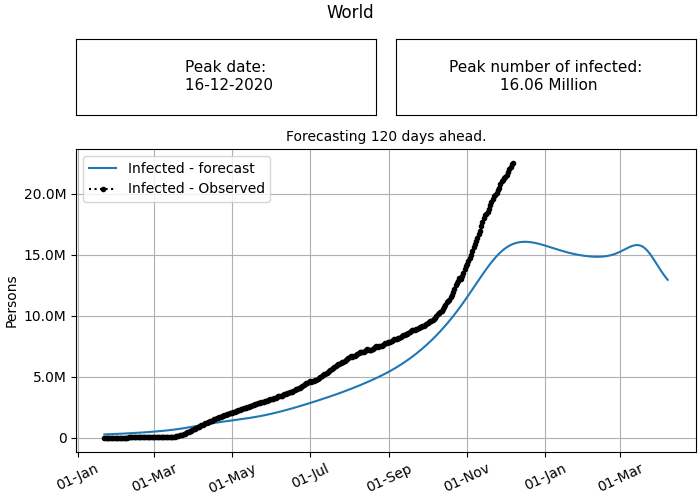 World
Peak date:
16-12-2020
Peak number of infected:
16.06 Million
Forecasting 120 days ahead.
Infected - forecast
Infected - Observed
20.0M
15.0M
10.0M
5.0M
0
Persons
01-Jan
01-Mar
01-May
01-Jul
01-Sep
01-Nov
01-Jan
01-Mar